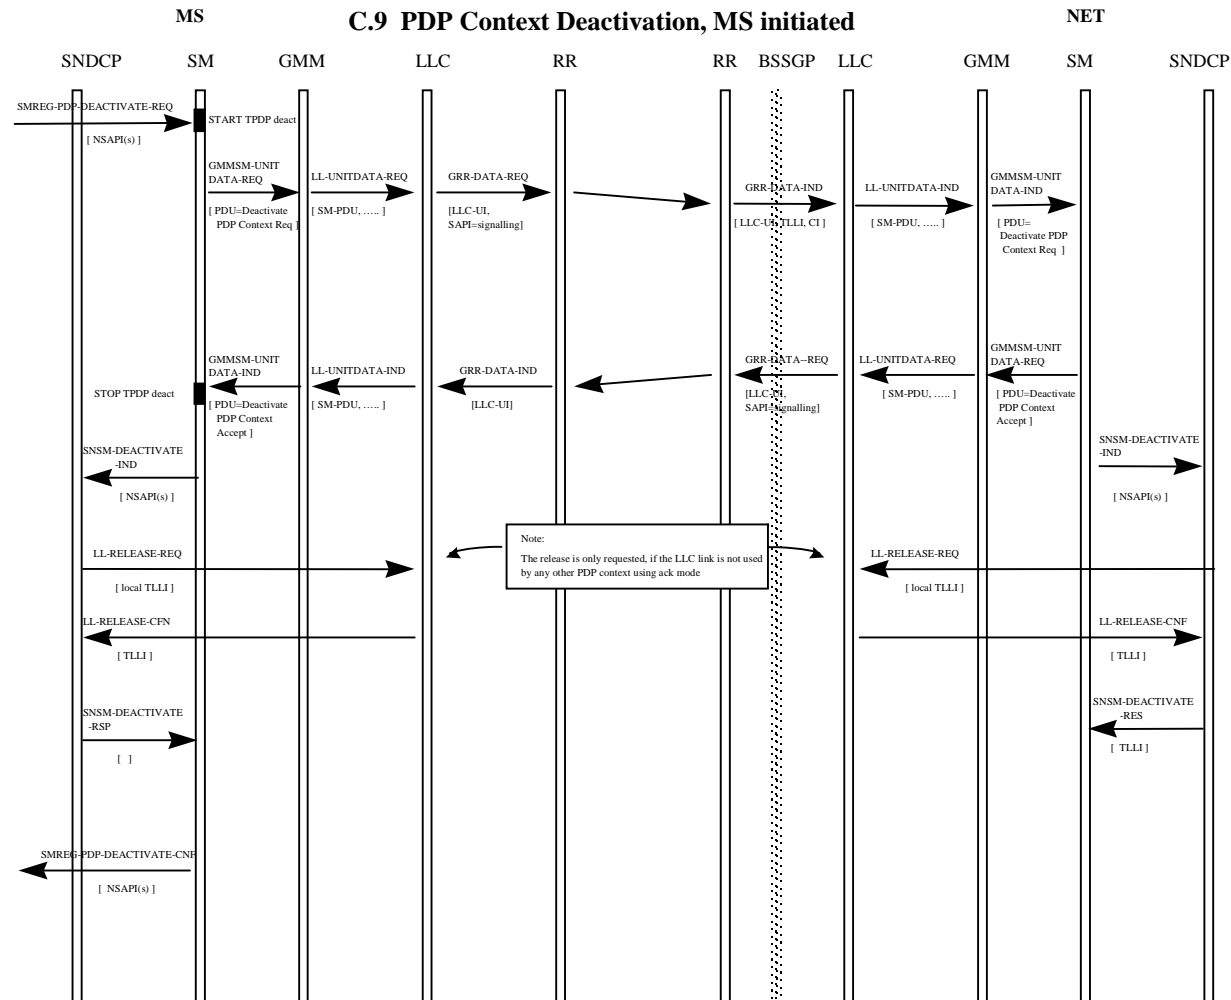 MS
C.9 PDP Context Deactivation, MS initiated
NET
SNDCP SM GMM LLC RR RR BSSGP LLC GMM SM SNDCP
SMREG-PDP-DEACTIVATE-REQ
[ NSAPI(s) ]
START TPDP deact
GMMSM-UNIT
DATA-REQ
[ PDU=Deactivate
PDP Context Req ]
LL-UNITDATA-REQ
[ SM-PDU, ..... ]
GRR-DATA-REQ
[LLC-UI,
SAPI=signalling]
GRR-DATA-IND
[ LLC-UI, TLLI, CI ]
LL-UNITDATA-IND
[ SM-PDU, ..... ]
GMMSM-UNIT
DATA-IND
[ PDU=
Deactivate PDP
Context Req ]
STOP TPDP deact
GMMSM-UNIT
DATA-IND
[ PDU=Deactivate
PDP Context
Accept ]
LL-UNITDATA-IND
[ SM-PDU, ..... ]
GRR-DATA-IND
[LLC-UI]
GRR-DATA--REQ
[LLC-UI,
SAPI=signalling]
LL-UNITDATA-REQ
[ SM-PDU, ..... ]
GMMSM-UNIT
DATA-REQ
[ PDU=Deactivate
PDP Context
Accept ]
SNSM-DEACTIVATE
-IND
[ NSAPI(s) ]
SNSM-DEACTIVATE
-IND
[ NSAPI(s) ]
Note:
The release is only requested, if the LLC link is not used
by any other PDP context using ack mode
LL-RELEASE-REQ
[ local TLLI ]
LL-RELEASE-REQ
[ local TLLI ]
LL-RELEASE-CFN
[ TLLI ]
LL-RELEASE-CNF
[ TLLI ]
SNSM-DEACTIVATE
-RSP
[ ]
SNSM-DEACTIVATE
-RES
[ TLLI ]
SMREG-PDP-DEACTIVATE-CNF
[ NSAPI(s) ]